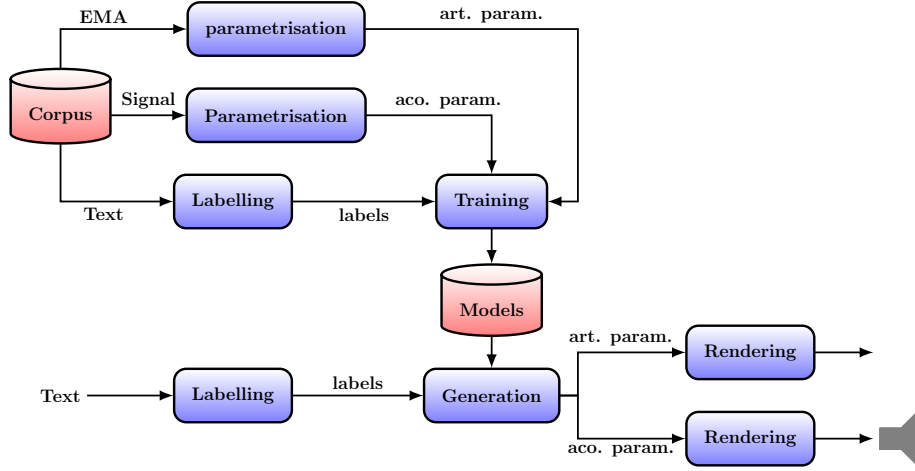 EMA
parametrisation
art. param.
Corpus
Signal
Parametrisation
aco. param.
Text
Labelling
labels
Training
Models
Text
Labelling
labels
Generation
art. param.
Rendering
aco. param.
Rendering